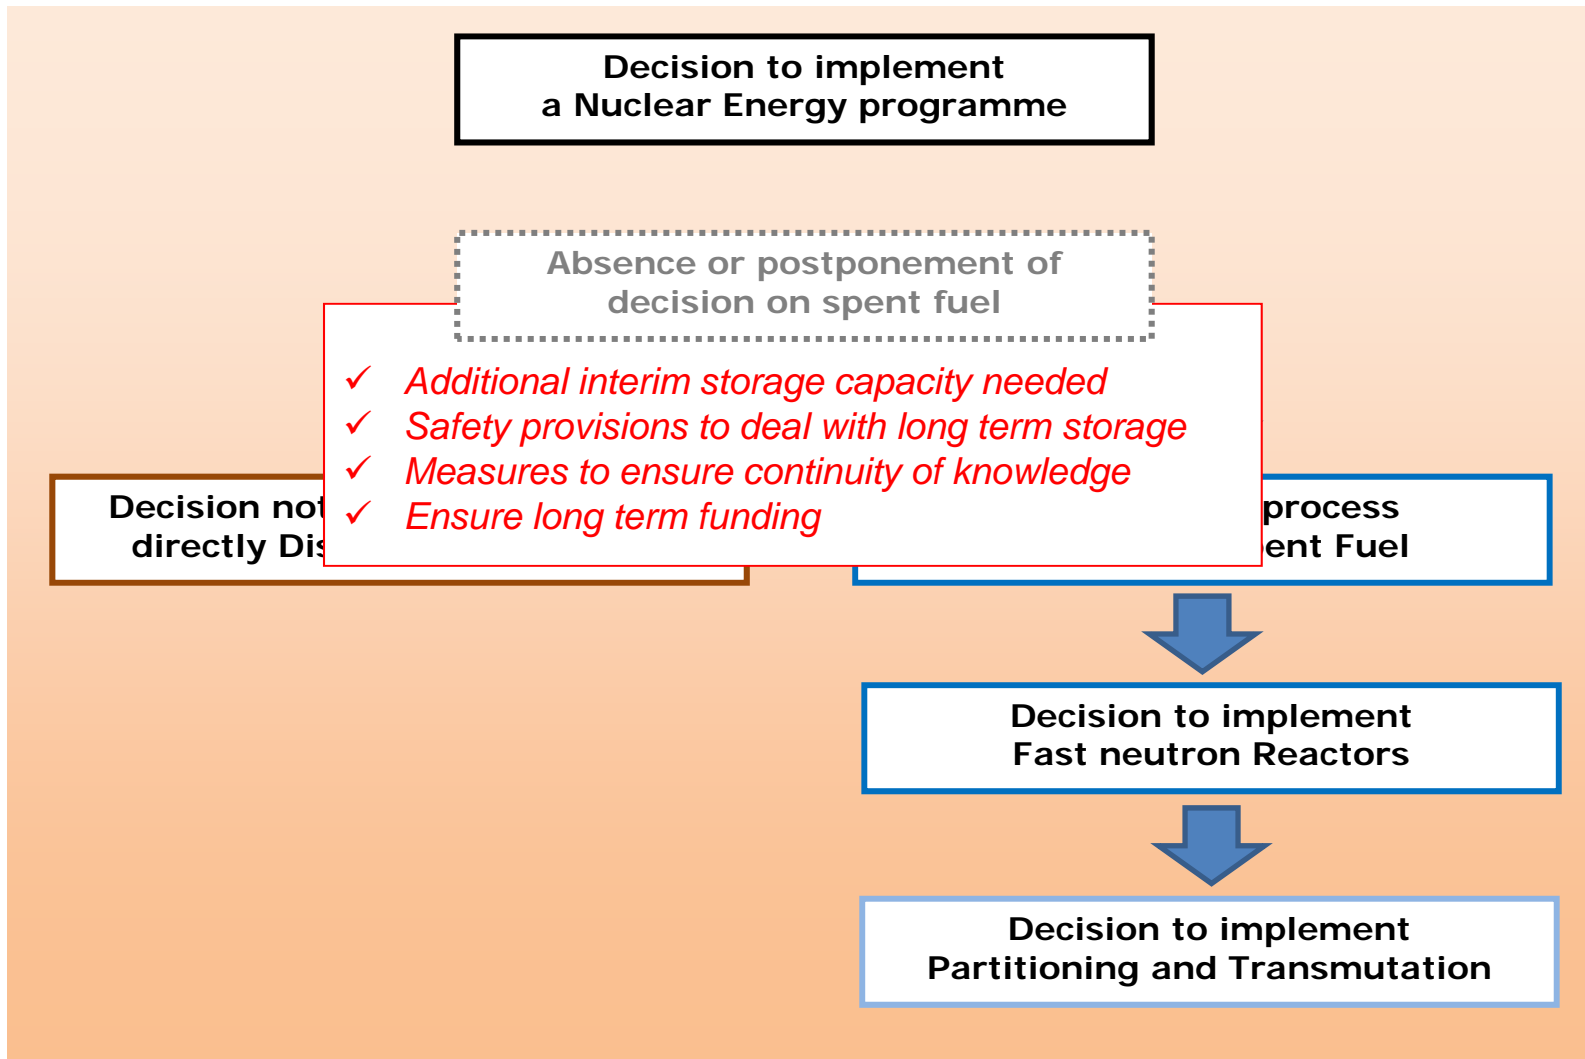 Decision to implement
a Nuclear Energy programme
Absence or postponement of
decision on spent fuel
✓ Additional interim storage capacity needed
✓ Safety provisions to deal with long term storage
✓ Measures to ensure continuity of knowledge
✓ Ensure long term funding
Decision not
directly
process
Fuel
Decision to implement
Fast neutron Reactors
Decision to implement
Partitioning and Transmutation